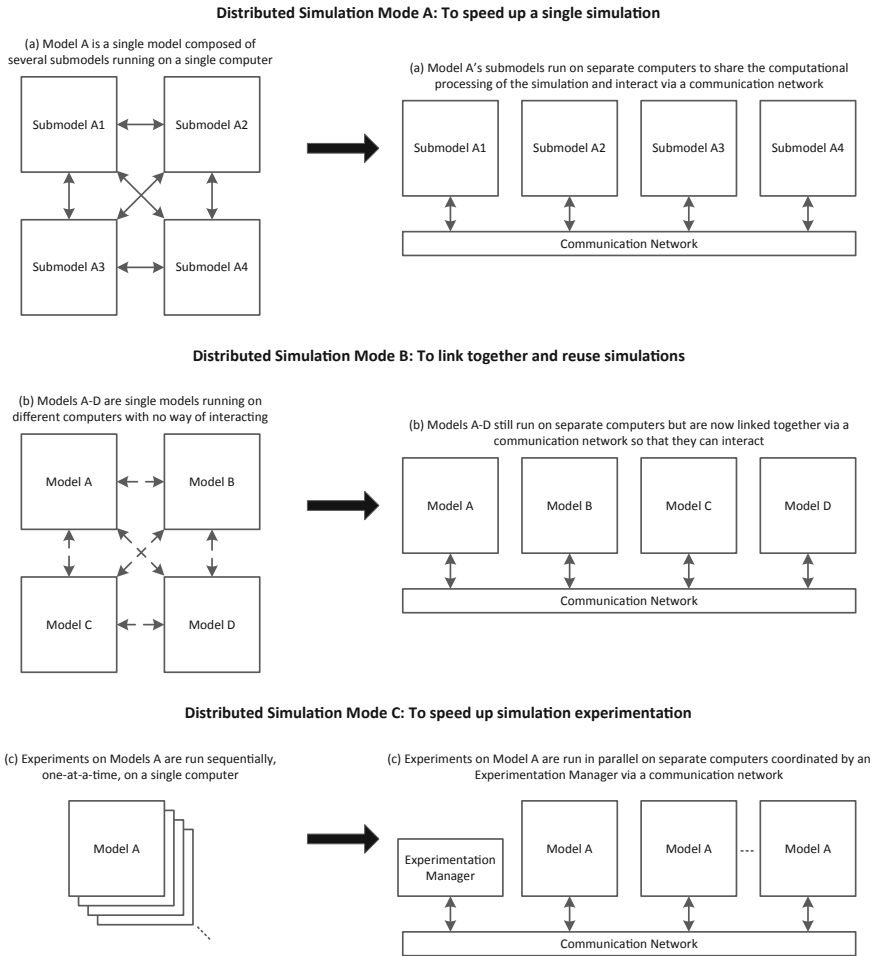 Distributed Simulation Mode A: To speed up a single simulation
(a) Model A is a single model composed of
several submodels running on a single computer
Submodel A1
Submodel A2
Submodel A3
Submodel A4
(a) Model A's submodels run on separate computers to share the computational
processing of the simulation and interact via a communication network
Submodel A1
Submodel A2
Submodel A3
Submodel A4
Communication Network
Distributed Simulation Mode B: To link together and reuse simulations
(b) Models A-D are single models running on
different computers with no way of interacting
Model A
Model B
Model C
Model D
(b) Models A-D still run on separate computers but are now linked together via a
communication network so that they can interact
Model A
Model B
Model C
Model D
Communication Network
Distributed Simulation Mode C: To speed up simulation experimentation
(c) Experiments on Models A are run sequentially,
one-at-a-time, on a single computer
Model A
(c) Experiments on Model A are run in parallel on separate computers coordinated by an
Experimentation Manager via a communication network
Experimentation
Manager
Model A
Model A
Model A
Communication Network